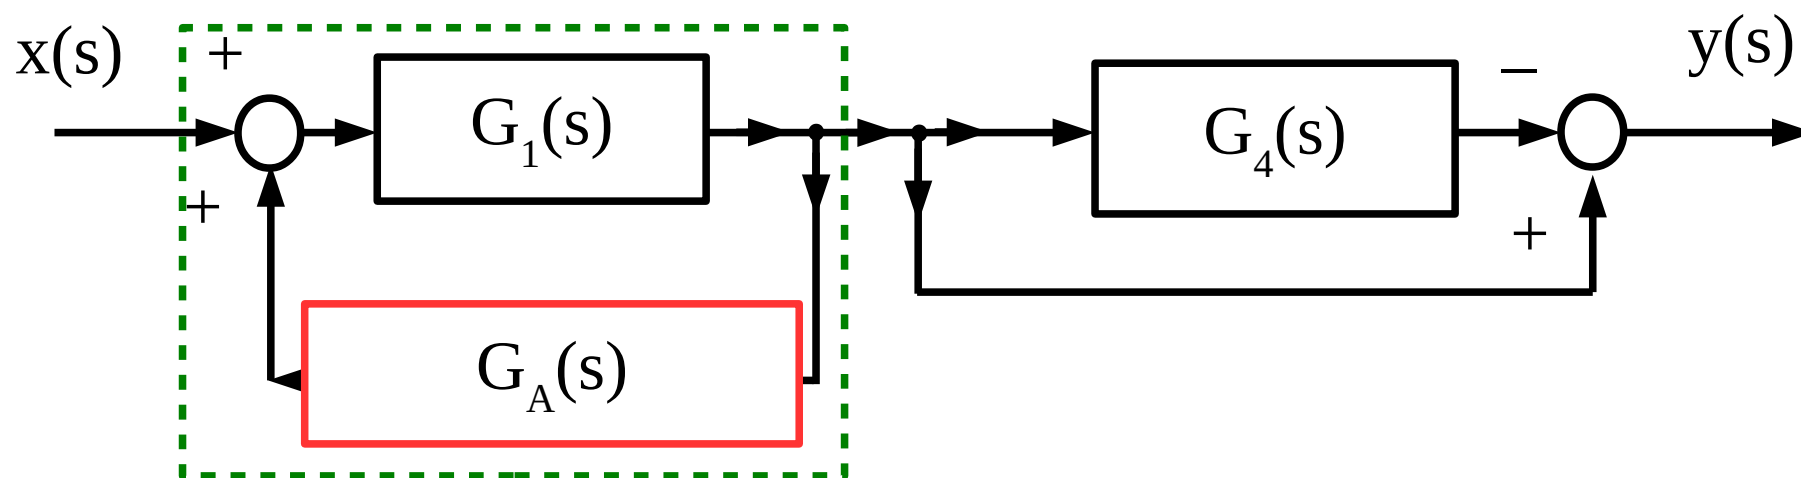 x(s)
+
G1(s)
G4(s)
−
y(s)
+
+
GA(s)